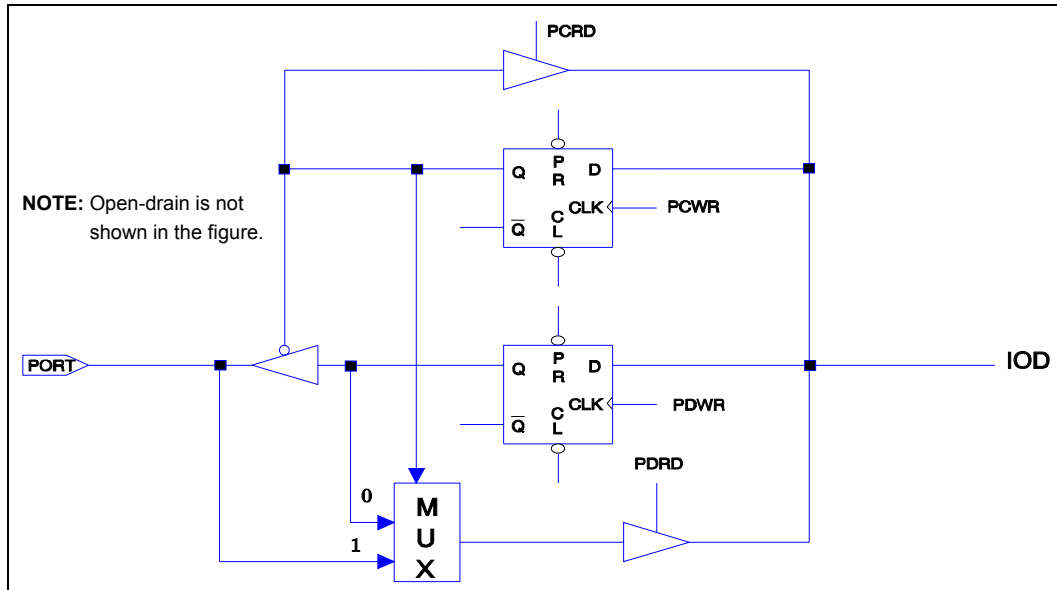 PCRD
Q
P
R
D
CLK
PCWR
Q
C
L
NOTE: Open-drain is not
shown in the figure.
PORT
Q
P
R
D
IOD
CLK
PDWR
Q
C
L
PDRD
0
1
M
U
X